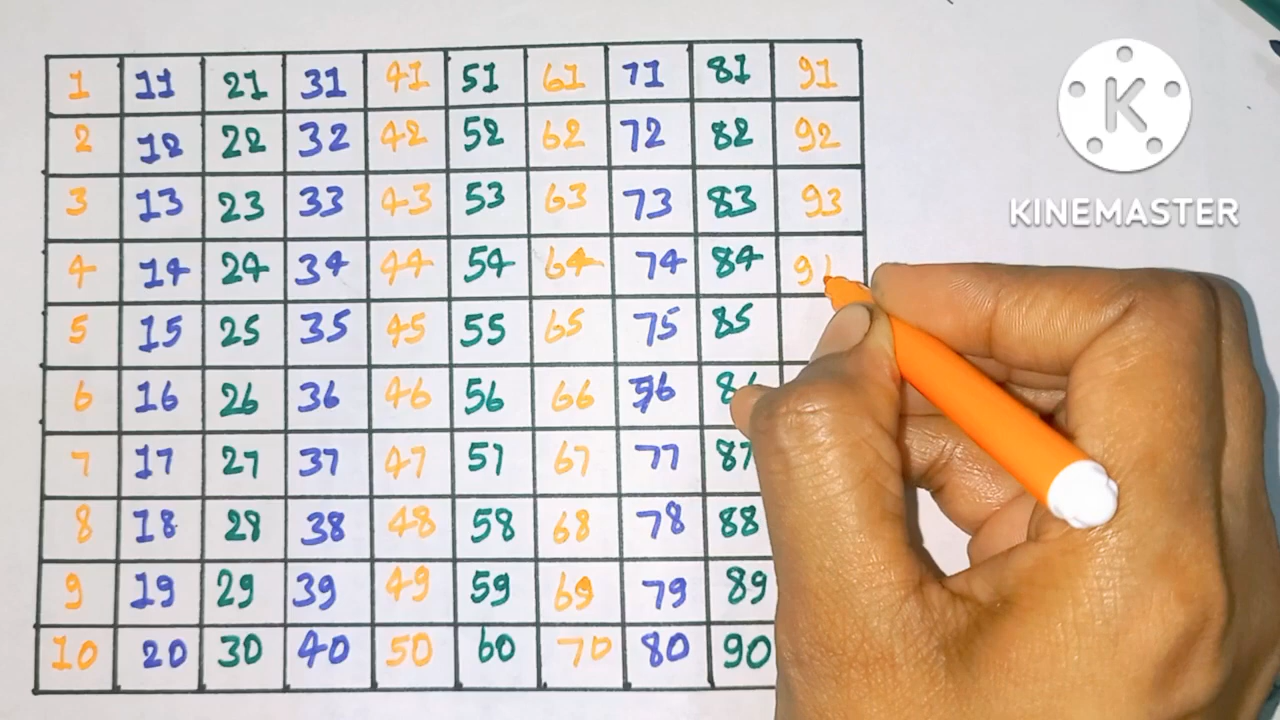 1 11 21 31 41 51 61 71 81 91
2 12 22 32 42 52 62 72 82 92
3 13 23 33 43 53 63 73 83 93
4 14 24 34 44 54 64 74 84
5 15 25 35 45 55 65 75 85
6 16 26 36 46 56 66 76
7 17 27 37 47 57 67 77 87
8 18 28 38 48 58 68 78 88
9 19 29 39 49 59 69 79 89
10 20 30 40 50 60 70 80 90
K
KINEMASTER